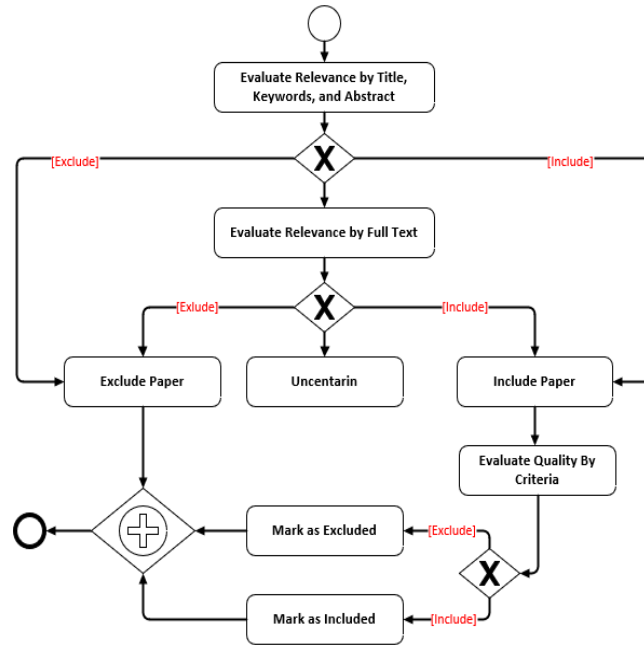 Evaluate Relevance by Title,
Keywords, and Abstract
X
[Exclude]
[Include]
Evaluate Relevance by Full Text
X
[Exlude]
[Include]
Exclude Paper
Uncentarin
Include Paper
Evaluate Quality By
Criteria
Mark as Excluded
[Exclude]
X
Mark as Included
[Include]